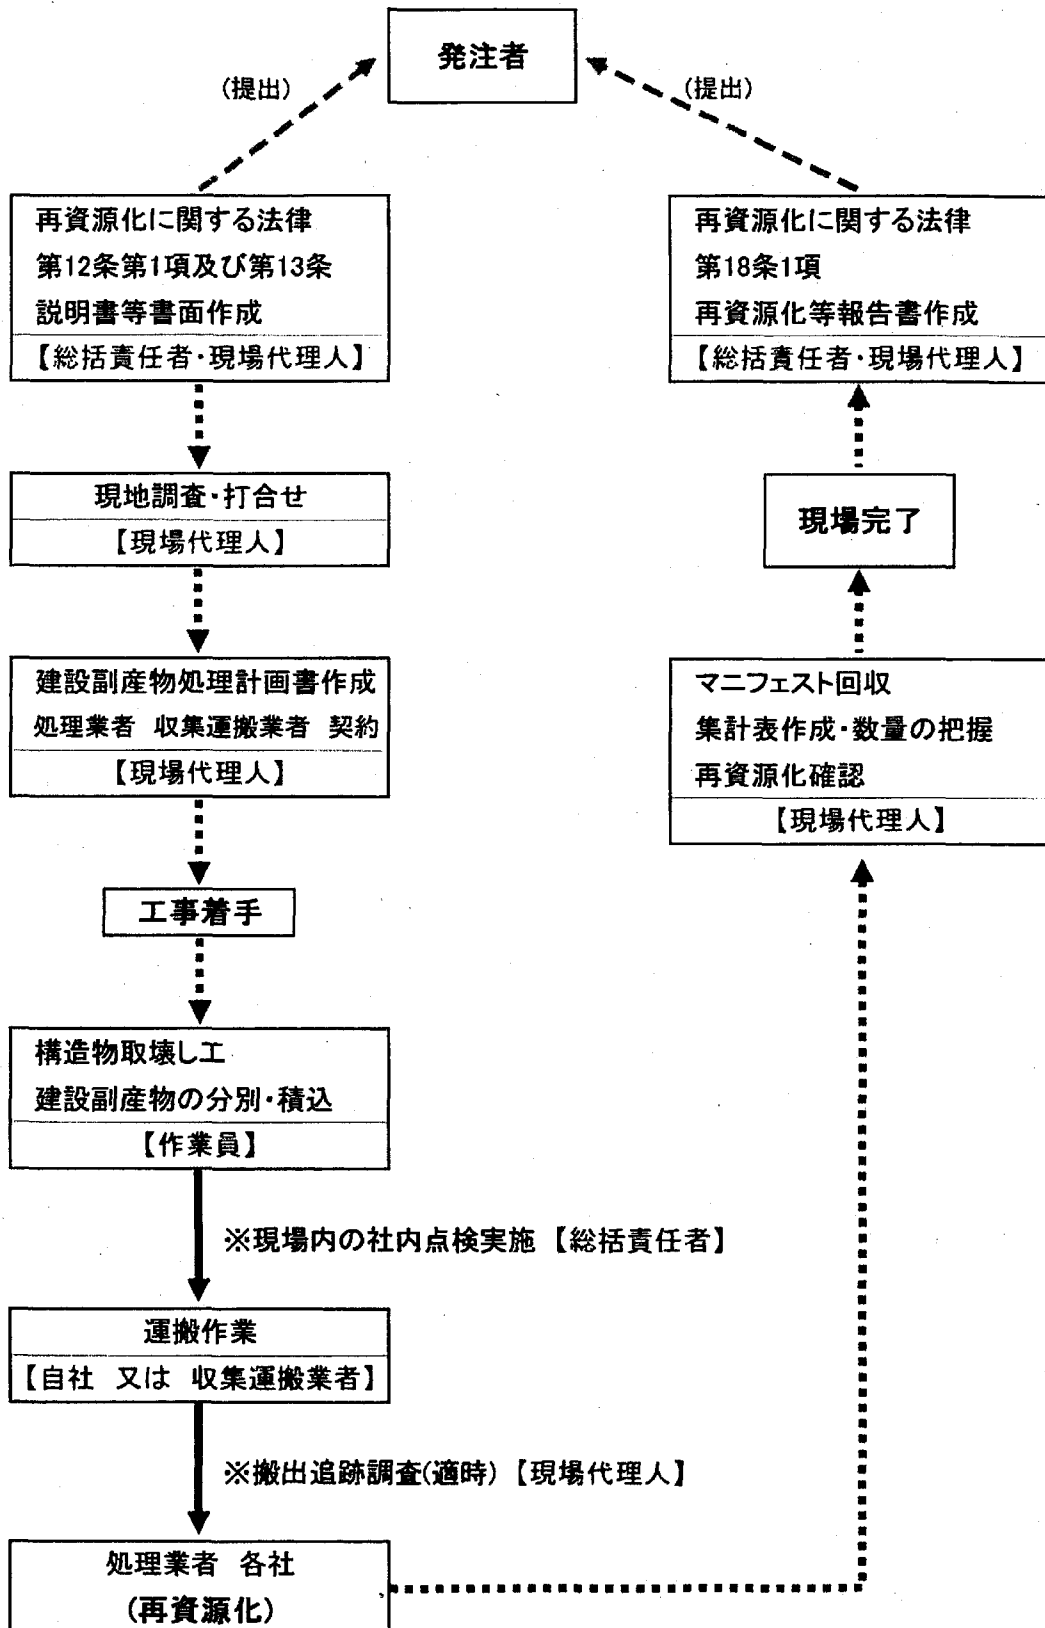 発注者
(提出)
(提出)
再資源化に関する法律
第12条第1項及び第13条
説明書等書面作成
【総括責任者・現場代理人】
現地調査・打合せ
【現場代理人】
建設副産物処理計画書作成
処理業者 収集運搬業者 契約
【現場代理人】
工事着手
構造物取壊し工
建設副産物の分別・積込
【作業員】
※現場内の社内点検実施 【総括責任者】
運搬作業
【自社 又は 収集運搬業者】
※搬出追跡調査(適時) 【現場代理人】
処理業者 各社
(再資源化)
再資源化に関する法律
第18条1項
再資源化等報告書作成
【総括責任者・現場代理人】
現場完了
マニフェスト回収
集計表作成・数量の把握
再資源化確認
【現場代理人】